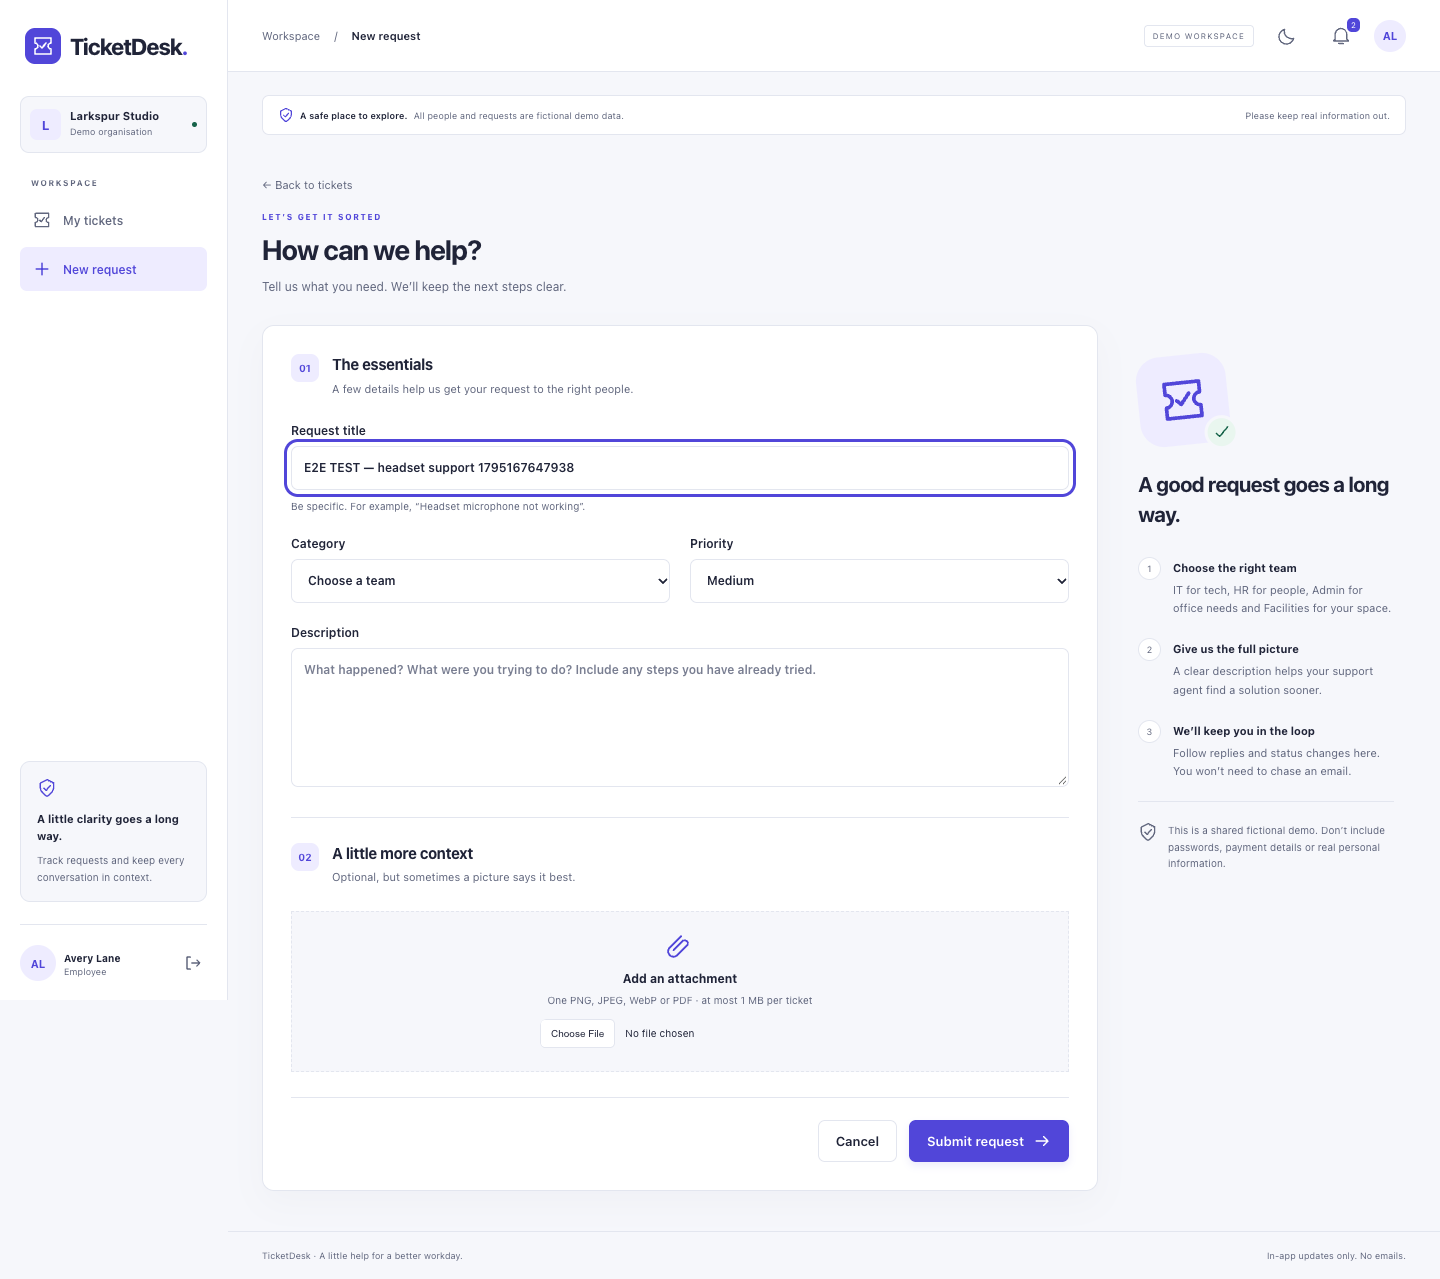 TicketDesk.
L
Larkspur Studio
Demo organisation
WORKSPACE
My tickets
New request
A little clarity goes a long
way.
Track requests and keep every
conversation in context.
AL
Avery Lane
Employee
Workspace / New request
DEMO WORKSPACE
2
AL
A safe place to explore. All people and requests are fictional demo data.
Please keep real information out.
← Back to tickets
LET’S GET IT SORTED
How can we help?
Tell us what you need. We’ll keep the next steps clear.
01
The essentials
A few details help us get your request to the right people.
Request title
E2E TEST — headset support 1795167647938
Be specific. For example, “Headset microphone not working”.
Category
Choose a team
Priority
Medium
Description
What happened? What were you trying to do? Include any steps you have already tried.
02
A little more context
Optional, but sometimes a picture says it best.
Add an attachment
One PNG, JPEG, WebP or PDF · at most 1 MB per ticket
Choose File No file chosen
Cancel
Submit request
A good request goes a long
way.
1
Choose the right team
IT for tech, HR for people, Admin for
office needs and Facilities for your space.
2
Give us the full picture
A clear description helps your support
agent find a solution sooner.
3
We’ll keep you in the loop
Follow replies and status changes here.
You won’t need to chase an email.
This is a shared fictional demo. Don’t include
passwords, payment details or real personal
information.
TicketDesk · A little help for a better workday.
In-app updates only. No emails.